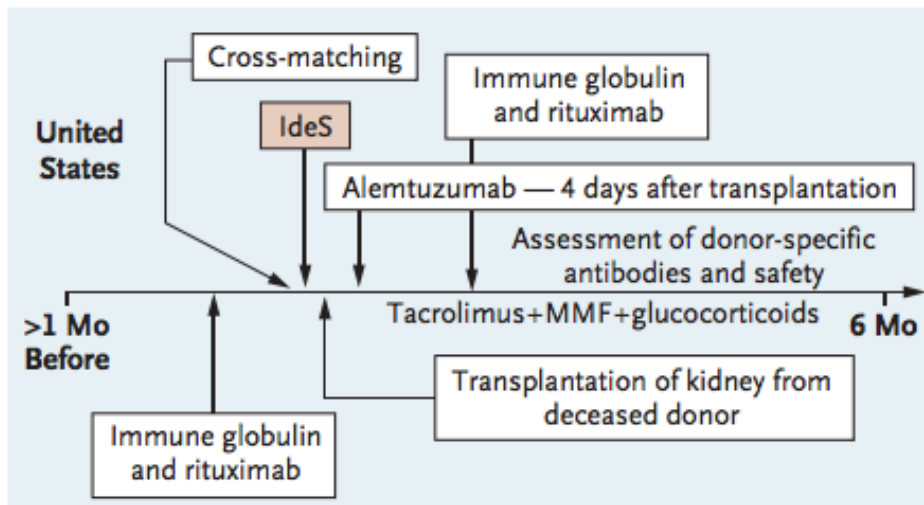 Cross-matching
Immune globulin
and rituximab
United
States
IdeS
Alemtuzumab — 4 days after transplantation
Assessment of donor-specific
antibodies and safety
>1 Mo
Before
Tacrolimus+MMF+glucocorticoids
6 Mo
Transplantation of kidney from
deceased donor
Immune globulin
and rituximab